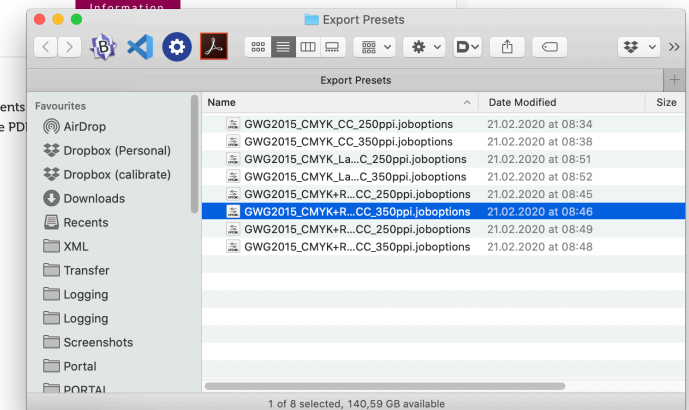 Information
Export Presets
Export Presets
ents
e PDF
Favourites
Name Date Modified Size
AirDrop
Dropbox (Personal)
Dropbox (calibrate)
Downloads
Recents
XML
Transfer
Logging
Logging
Screenshots
Portal
PORTAL
GWG2015_CMYK_CC_250ppi.joboptions 21.02.2020 at 08:34
GWG2015_CMYK_CC_350ppi.joboptions 21.02.2020 at 08:38
GWG2015_CMYK_La...C_250ppi.joboptions 21.02.2020 at 08:51
GWG2015_CMYK_La...C_350ppi.joboptions 21.02.2020 at 08:52
GWG2015_CMYK+R...CC_250ppi.joboptions 21.02.2020 at 08:45
GWG2015_CMYK+R...CC_350ppi.joboptions 21.02.2020 at 08:46
GWG2015_CMYK+R...CC_250ppi.joboptions 21.02.2020 at 08:49
GWG2015_CMYK+R...CC_350ppi.joboptions 21.02.2020 at 08:48
1 of 8 selected, 140,59 GB available